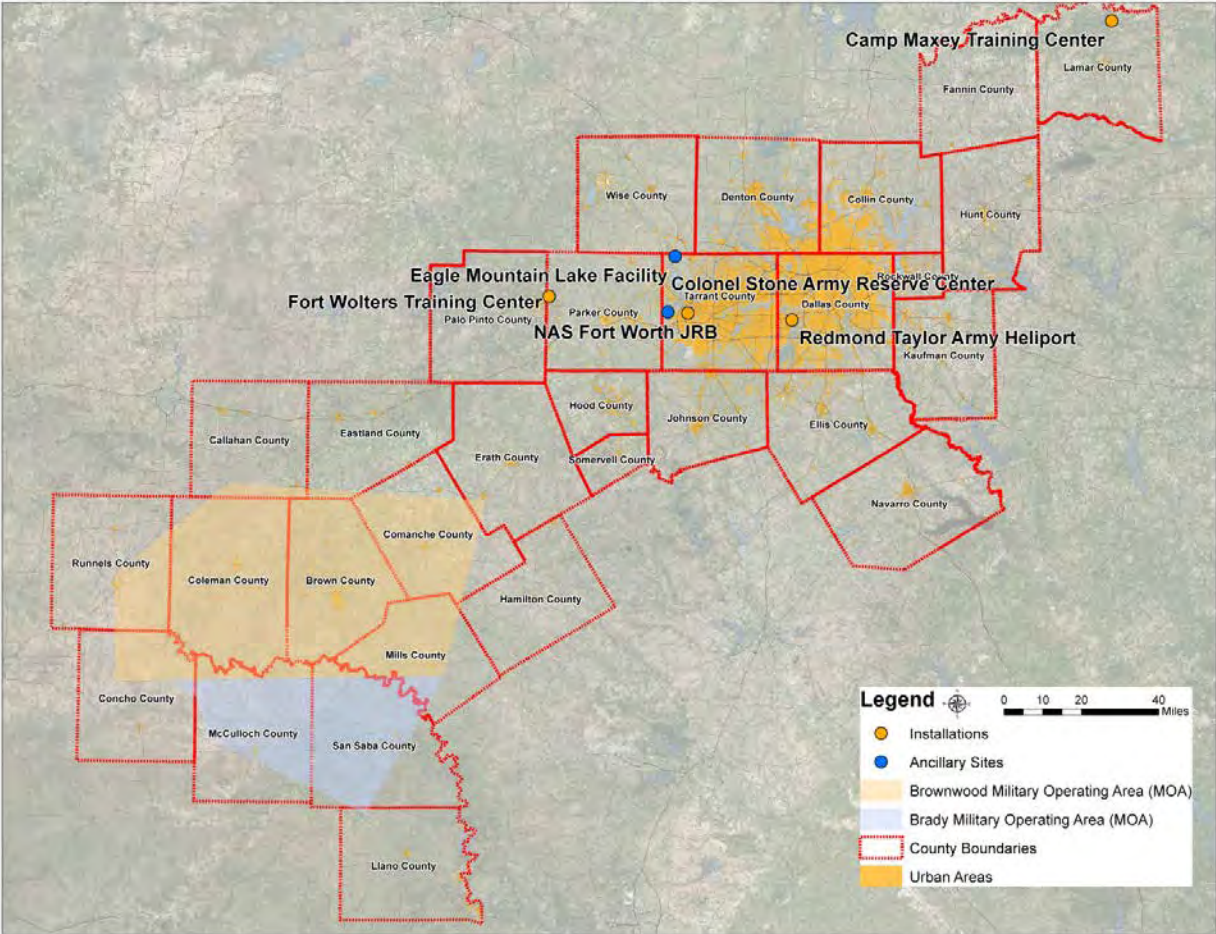 Camp Maxey Training Center
Lamar County
Fannin County
Wise County
Denton County
Collin County
Hunt County
Eagle Mountain Lake Facility
Colonel Stone Army Reserve Center
Rockwall County
Fort Wolters Training Center
Tarrant County
Dallas County
Palo Pinto County
Parker County
NAS Fort Worth JRB
Redmond Taylor Army Heliport
Kaufman County
Hood County
Johnson County
Ellis County
Callahan County
Eastland County
Erath County
Somervell County
Navarro County
Comanche County
Runnels County
Coleman County
Brown County
Hamilton County
Mills County
Concho County
McCulloch County
San Saba County
Llano County
Legend
0 10 20 40
Miles
Installations
Ancillary Sites
Brownwood Military Operating Area (MOA)
Brady Military Operating Area (MOA)
County Boundaries
Urban Areas